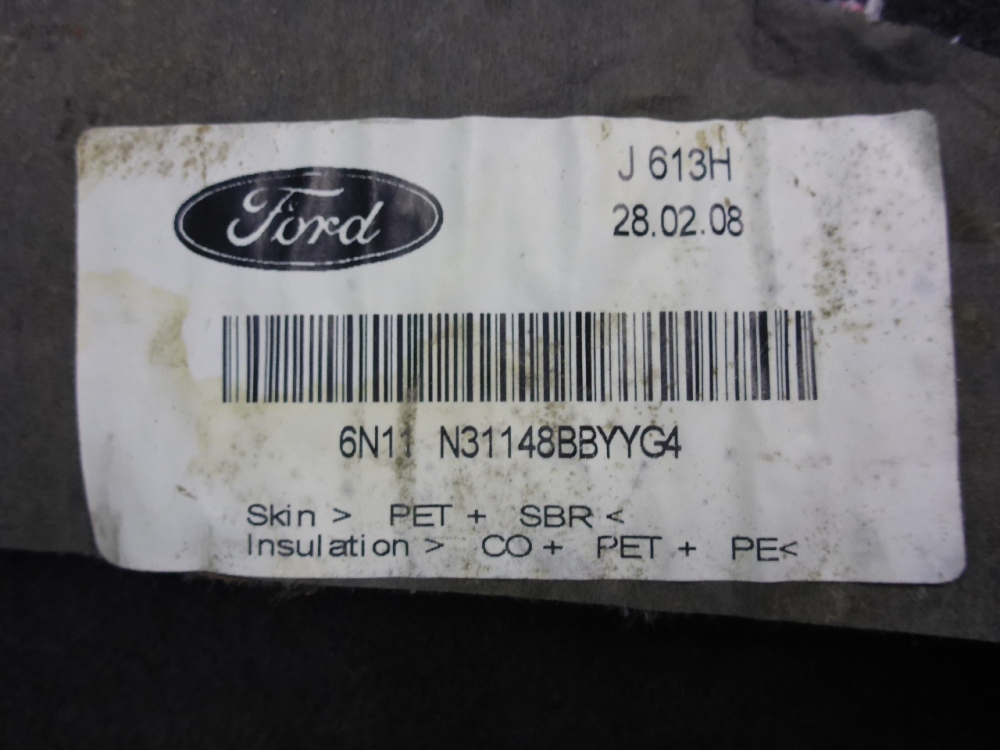 Ford
J 613H
28.02.08
6N11 N31148BBYYG4
Skin > PET + SBR <
Insulation > CO + PET + PE<